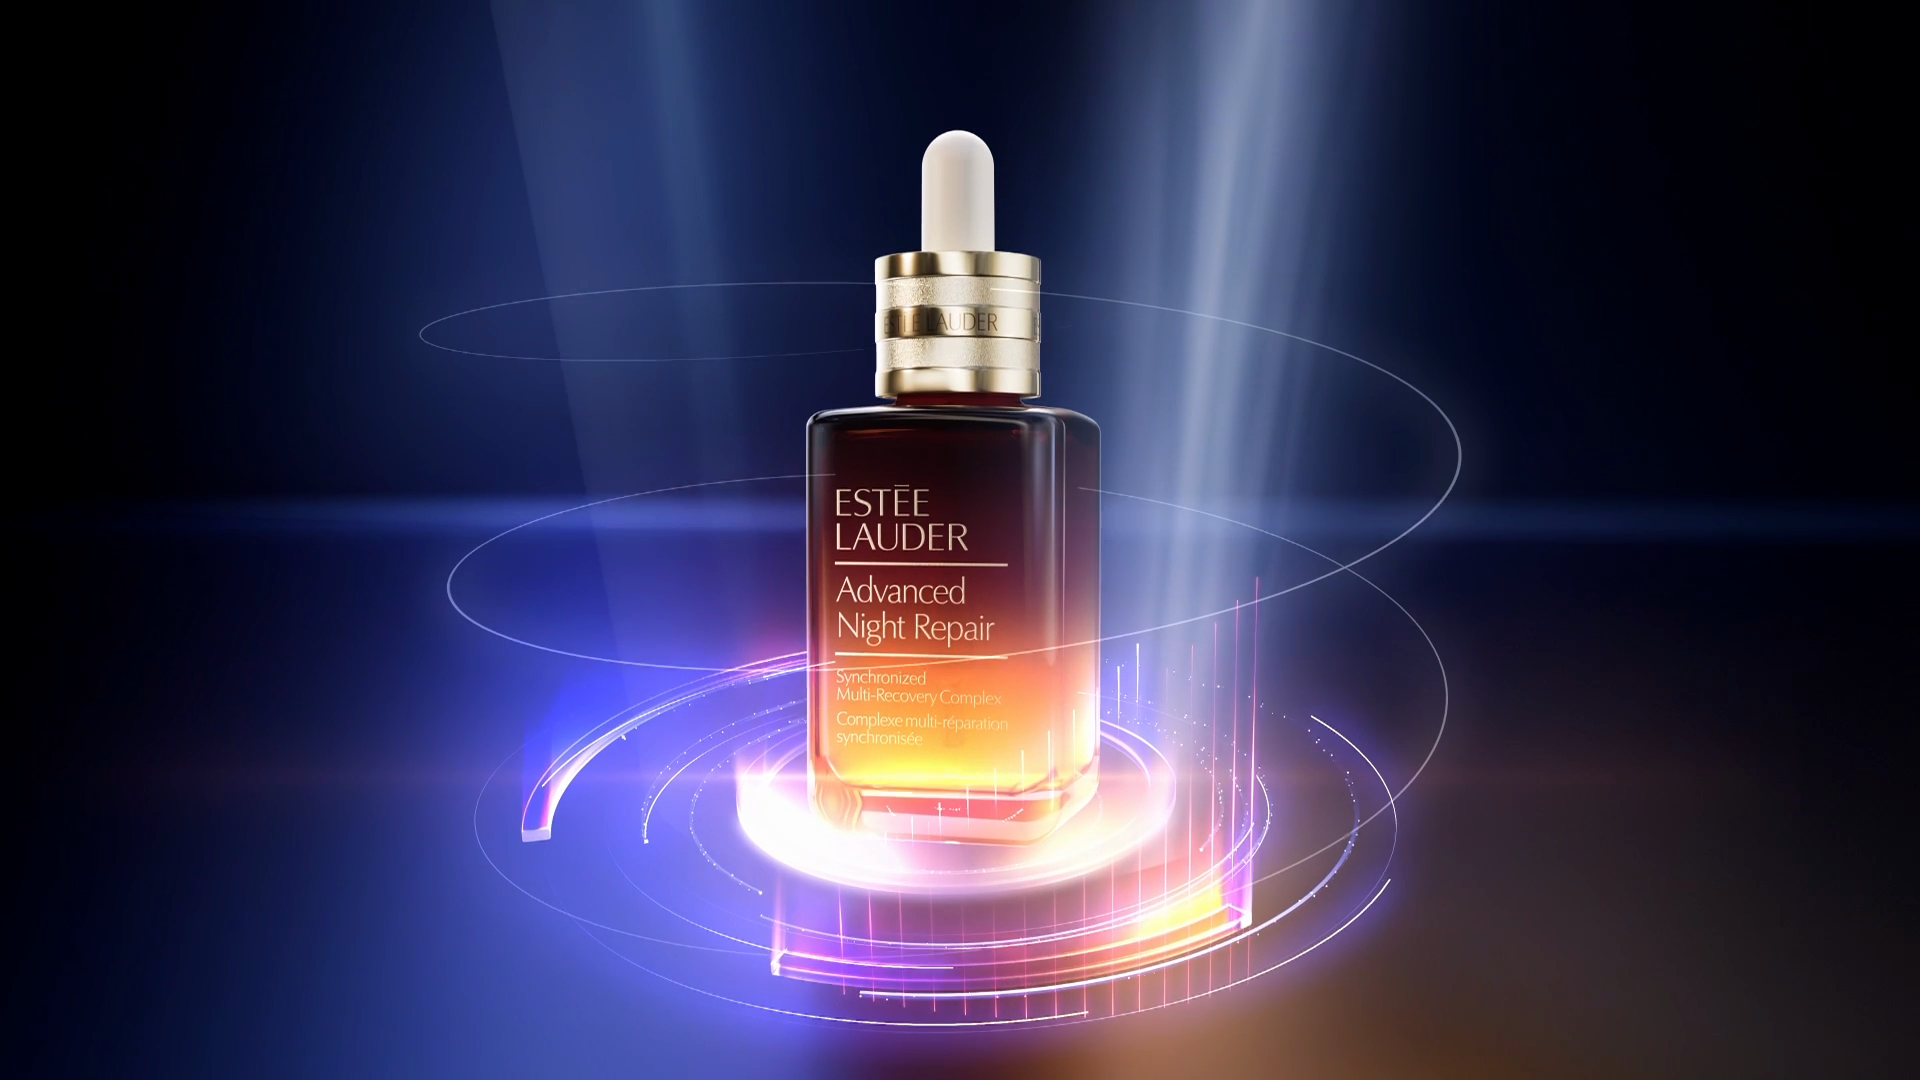 ESTĒE LAUDER
ESTĒE
LAUDER
Advanced
Night Repair
Synchronized
Multi-Recovery Complex
Complexe multi-réparation
synchronisée